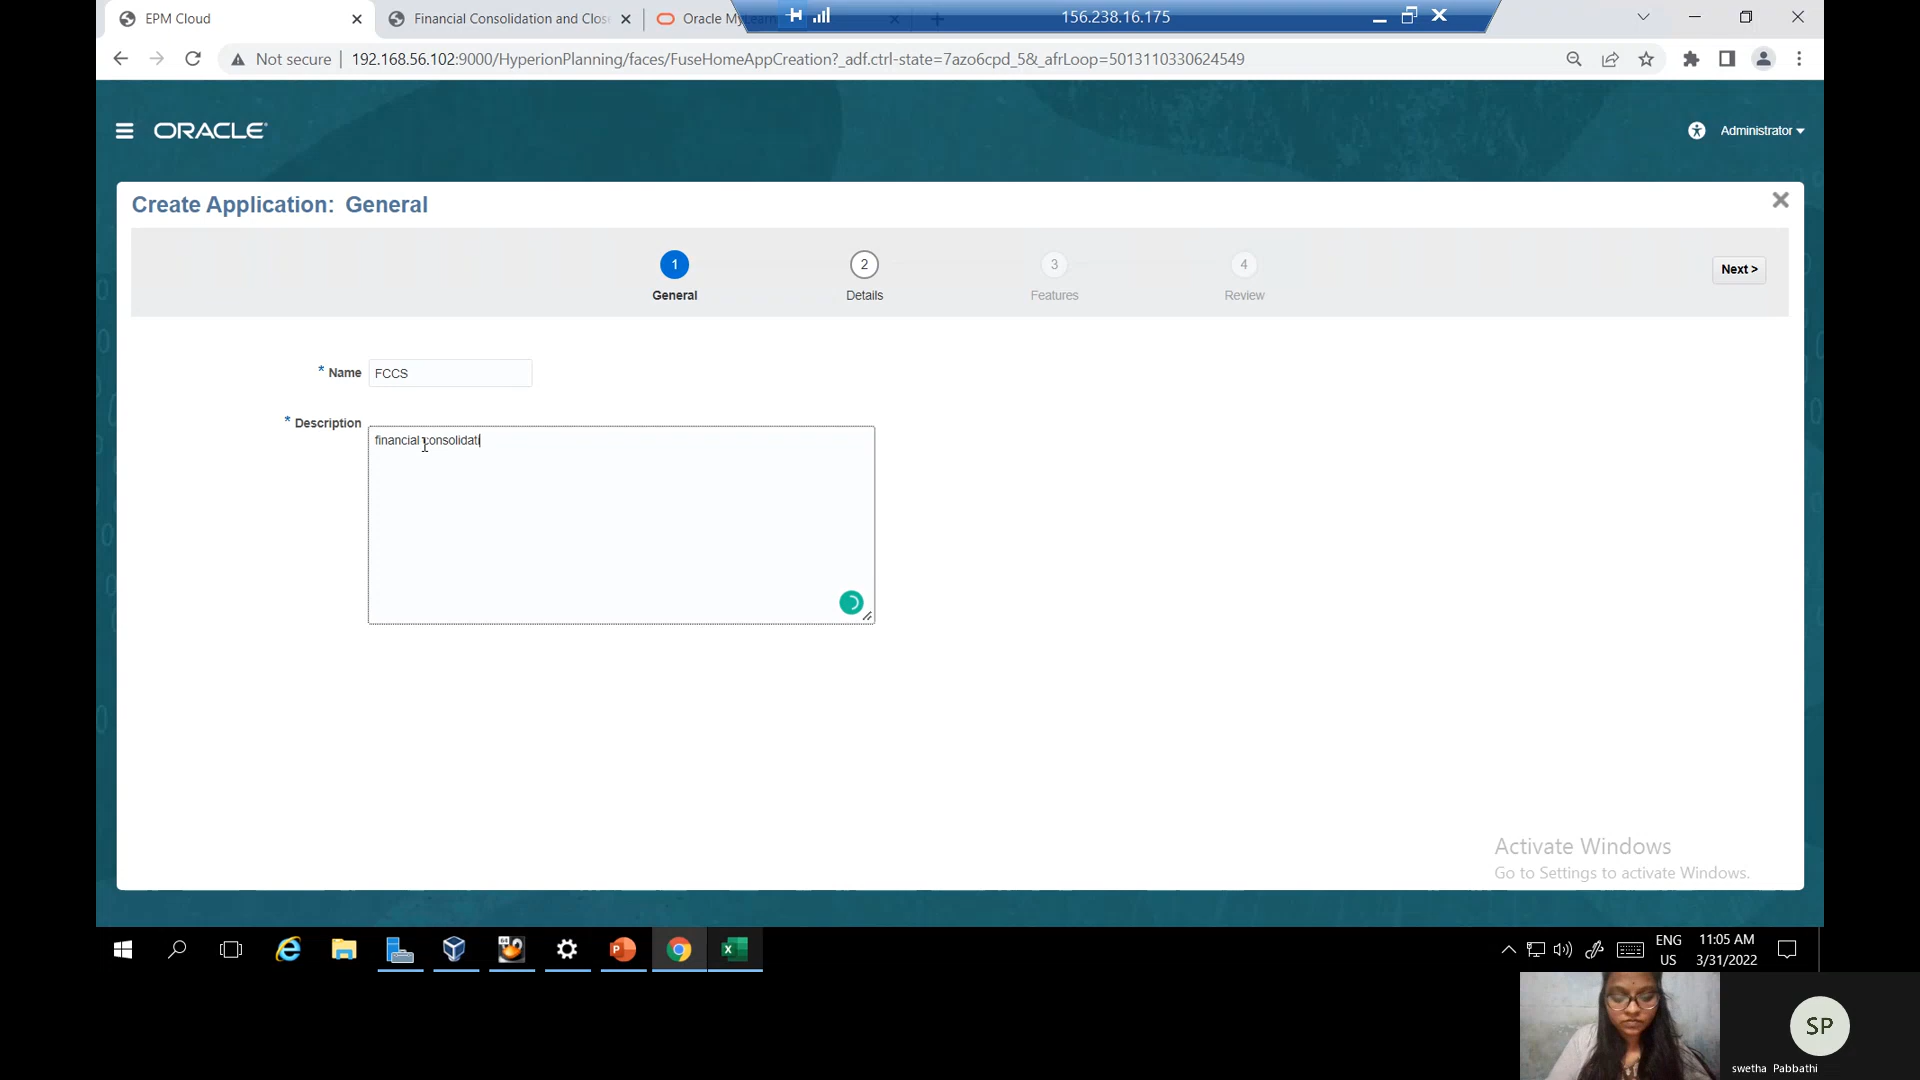 EPM Cloud
Financial Consolidation and Clos
Oracle MyLearn
156.238.16.175
Not secure
192.168.56.102:9000/HyperionPlanning/faces/FuseHomeAppCreation?_adf.ctrl-state=7azo6cpd_5&_afrLoop=5013110330624549
ORACLE
Administrator
Create Application: General
1
2
3
4
General
Details
Features
Review
Next >
* Name
FCCS
* Description
financial consolidati
Activate Windows
Go to Settings to activate Windows.
ENG
US
11:05 AM
3/31/2022
SP
swetha Pabbathi